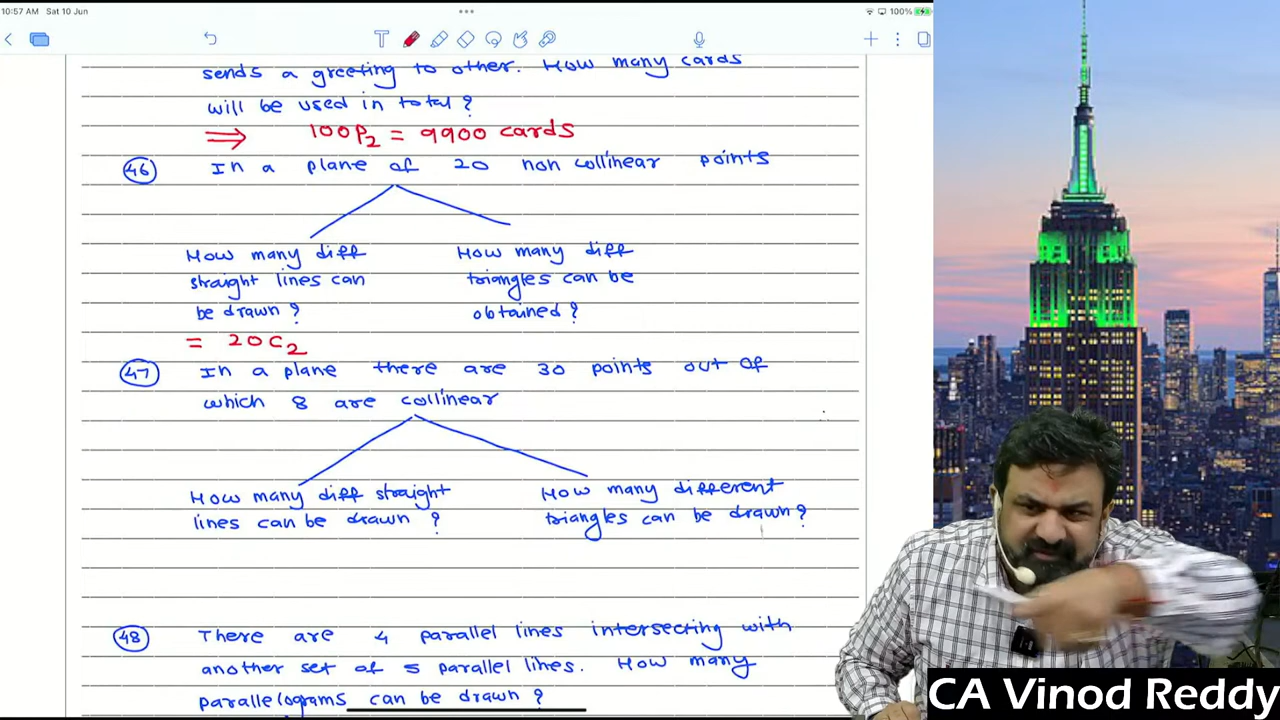 10:57 AM Sat 10 Jun
100%
sends a greeting to other. How many cards
will be used in total?
⇒ 100P2 = 9900 cards
46 In a plane of 20 non collinear points
How many diff
straight lines can
be drawn?
= 20C2
How many diff
triangles can be
obtained?
47 In a plane there are 30 points out of
which 8 are collinear
How many diff straight
lines can be drawn ?
How many different
triangles can be drawn?
48 There are 4 parallel lines intersecting with
another set of 5 parallel lines. How many
parallelograms can be drawn ?
CA Vinod Reddy